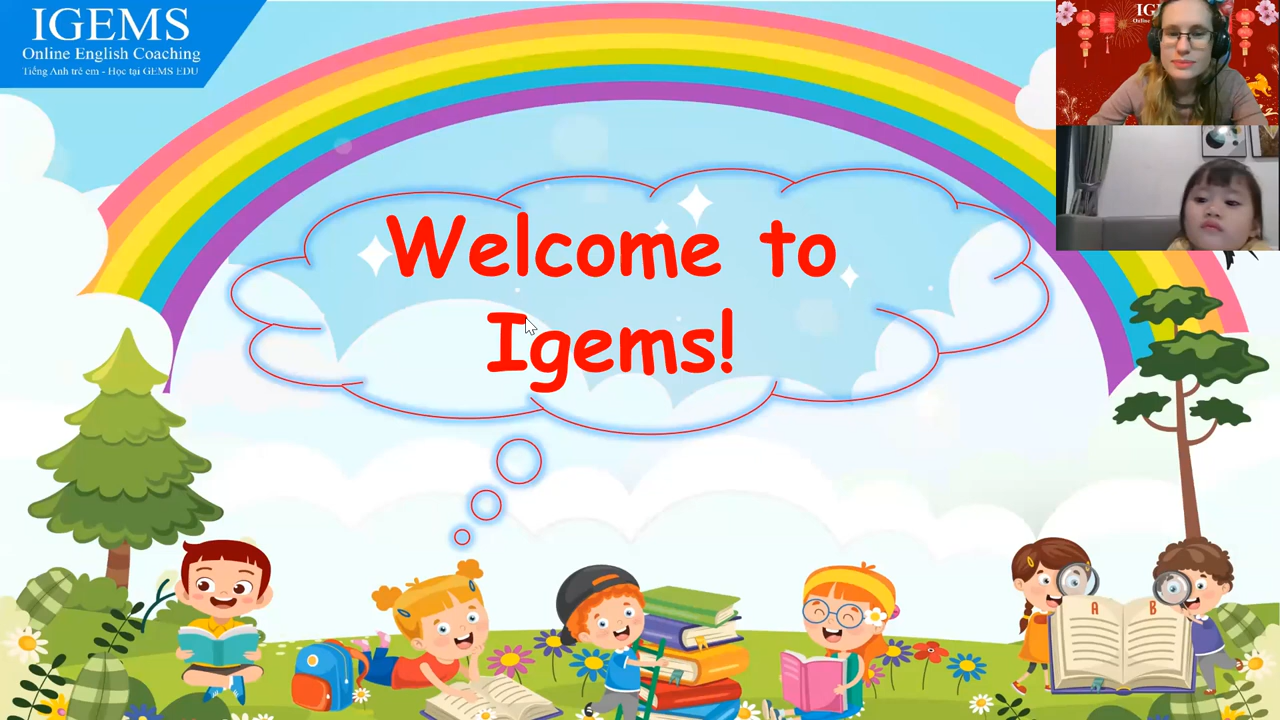 IGEMS
Online English Coaching
Tiếng Anh trẻ em - Học tại GEMS EDU
Welcome to
Igems!
A B